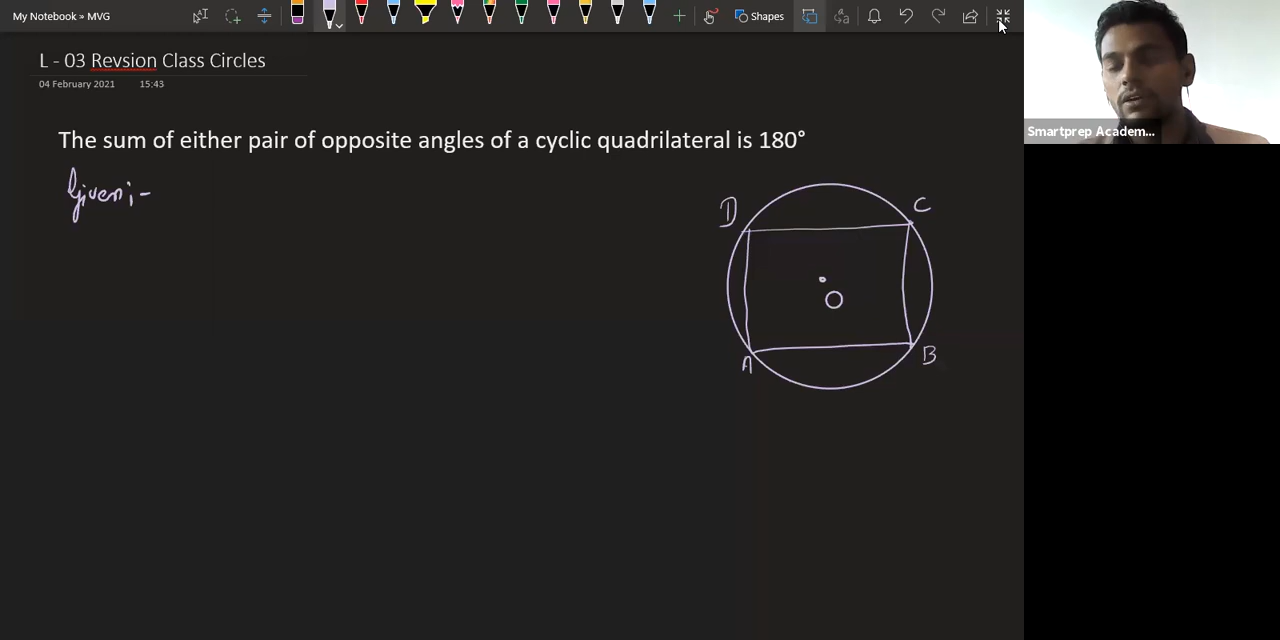 My Notebook » MVG
Shapes
L - 03 Revsion Class Circles
04 February 2021 15:43
Smartprep Academ...
The sum of either pair of opposite angles of a cyclic quadrilateral is 180°
Given:-
D
C
O
A
B